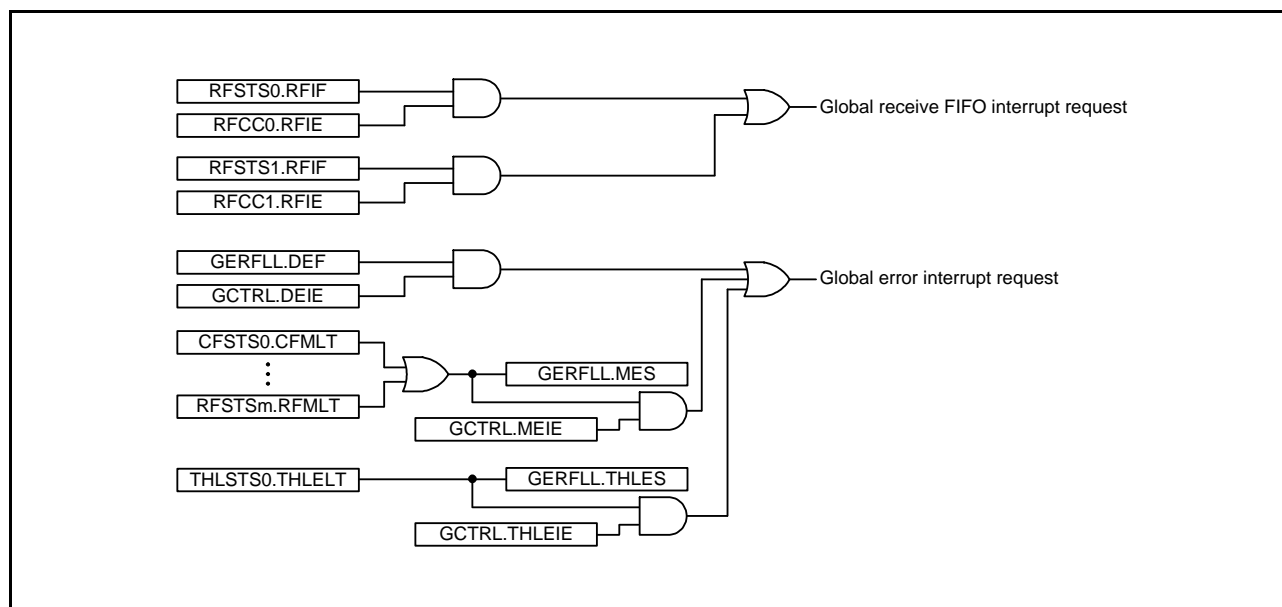 RFSTS0.RFIF
RFCC0.RFIE
Global receive FIFO interrupt request
RFSTS1.RFIF
RFCC1.RFIE
GERFLL.DEF
GCTRL.DEIE
Global error interrupt request
CFSTS0.CFMLT
GERFLL.MES
RFSTSm.RFMLT
GCTRL.MEIE
THLSTS0.THLELT
GERFLL.THLES
GCTRL.THLEIE